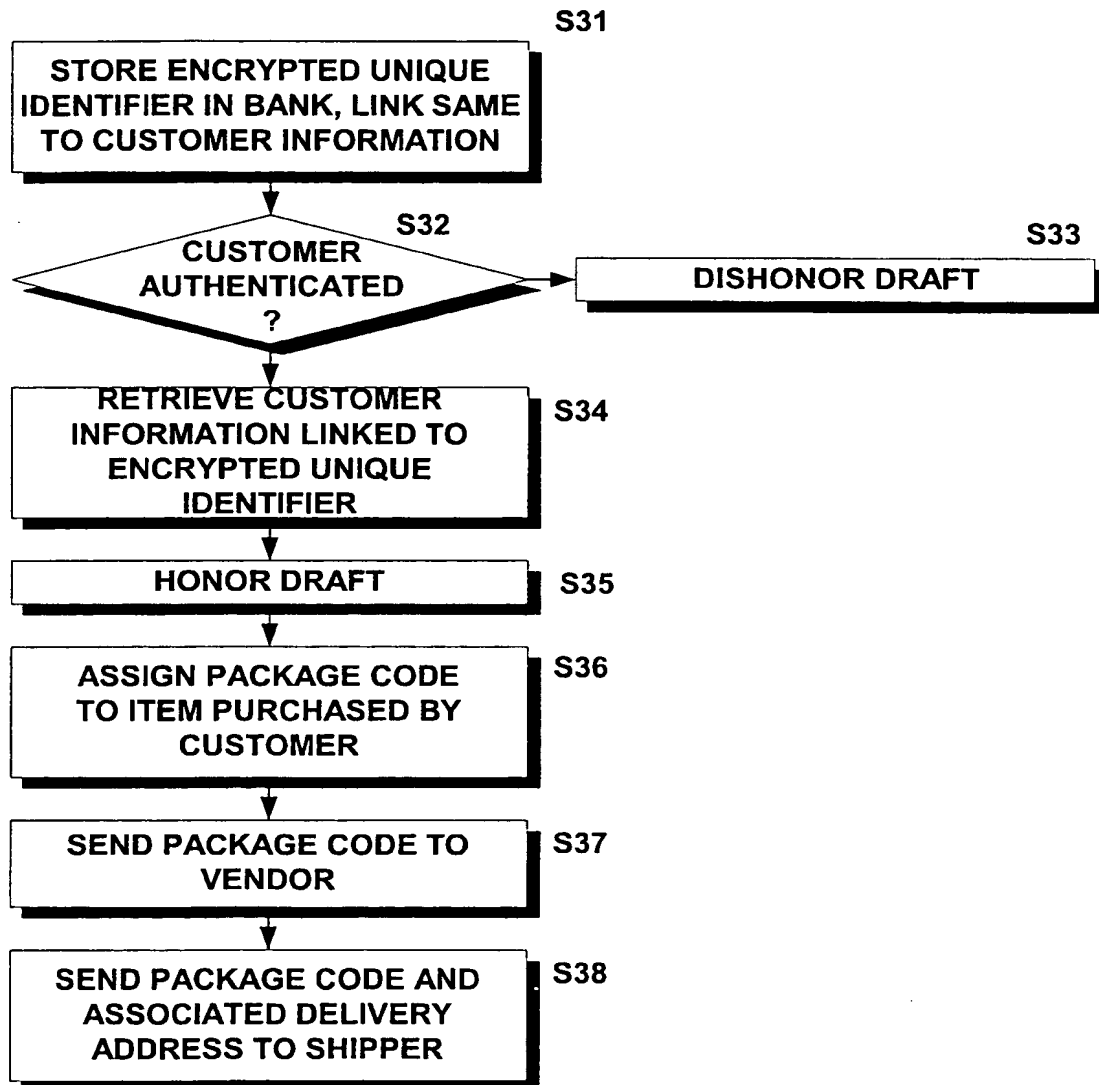 S31
STORE ENCRYPTED UNIQUE
IDENTIFIER IN BANK, LINK SAME
TO CUSTOMER INFORMATION
S32
CUSTOMER
AUTHENTICATED
?
S33
DISHONOR DRAFT
RETRIEVE CUSTOMER
INFORMATION LINKED TO
ENCRYPTED UNIQUE
IDENTIFIER
S34
HONOR DRAFT
S35
ASSIGN PACKAGE CODE
TO ITEM PURCHASED BY
CUSTOMER
S36
SEND PACKAGE CODE TO
VENDOR
S37
SEND PACKAGE CODE AND
ASSOCIATED DELIVERY
ADDRESS TO SHIPPER
S38